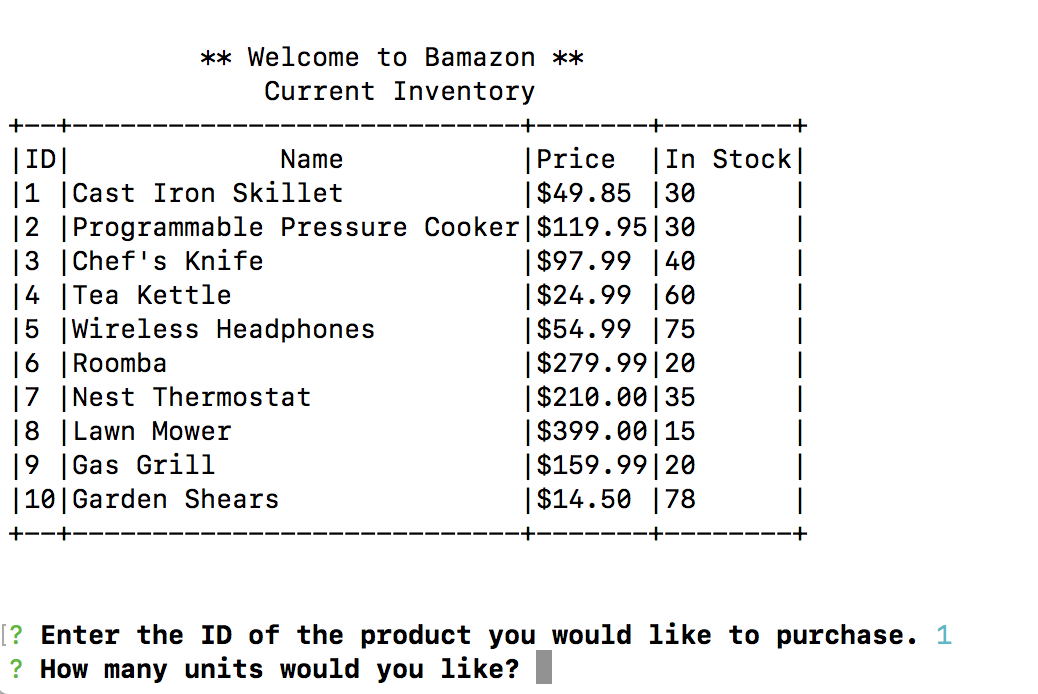 ** Welcome to Bamazon **
Current Inventory
+--+----------------------------+-------+--------+
|ID|             Name           |Price  |In Stock|
|1 |Cast Iron Skillet           |$49.85 |30      |
|2 |Programmable Pressure Cooker|$119.95|30      |
|3 |Chef's Knife                |$97.99 |40      |
|4 |Tea Kettle                  |$24.99 |60      |
|5 |Wireless Headphones         |$54.99 |75      |
|6 |Roomba                      |$279.99|20      |
|7 |Nest Thermostat             |$210.00|35      |
|8 |Lawn Mower                  |$399.00|15      |
|9 |Gas Grill                   |$159.99|20      |
|10|Garden Shears               |$14.50 |78      |
+--+----------------------------+-------+--------+
[? Enter the ID of the product you would like to purchase. 1
? How many units would you like?